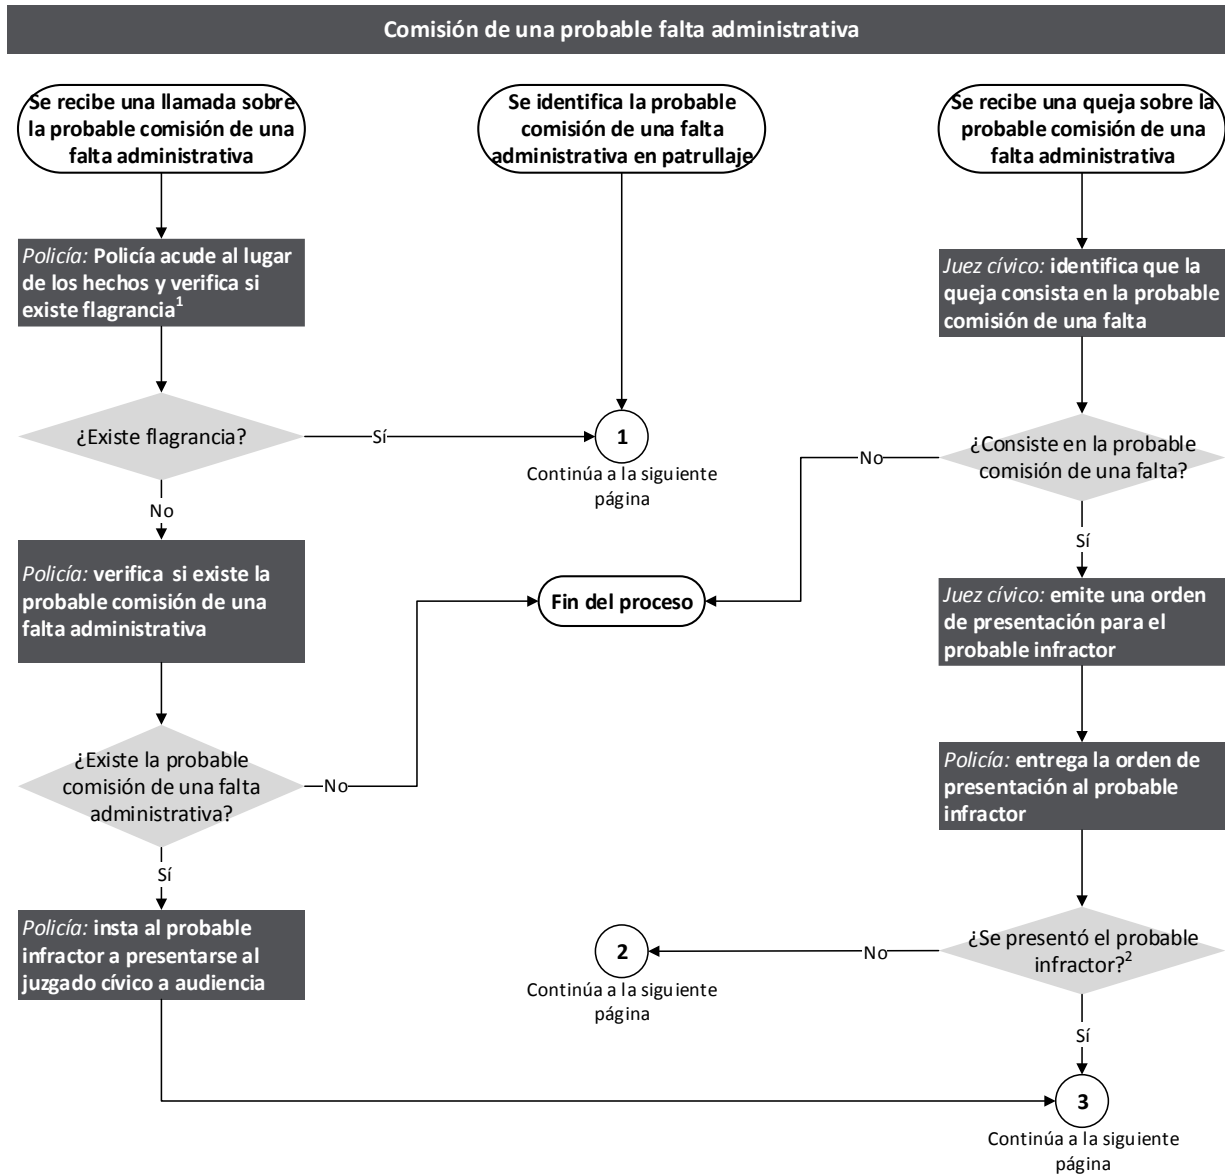 Comisión de una probable falta administrativa
Se recibe una llamada sobre
la probable comisión de una
falta administrativa
Se identifica la probable
comisión de una falta
administrativa en patrullaje
Se recibe una queja sobre la
probable comisión de una
falta administrativa
Policía: Policía acude al lugar
de los hechos y verifica si
existe flagrancia¹
Juez cívico: identifica que la
queja consista en la probable
comisión de una falta
¿Existe flagrancia?
Sí
1
Continúa a la siguiente
página
No
¿Consiste en la probable
comisión de una falta?
No
Sí
Policía: verifica si existe la
probable comisión de una
falta administrativa
Fin del proceso
Juez cívico: emite una orden
de presentación para el
probable infractor
¿Existe la probable
comisión de una falta
administrativa?
No
Policía: entrega la orden de
presentación al probable
infractor
Sí
Policía: insta al probable
infractor a presentarse al
juzgado cívico a audiencia
2
Continúa a la siguiente
página
No
¿Se presentó el probable
infractor?²
Sí
3
Continúa a la siguiente
página